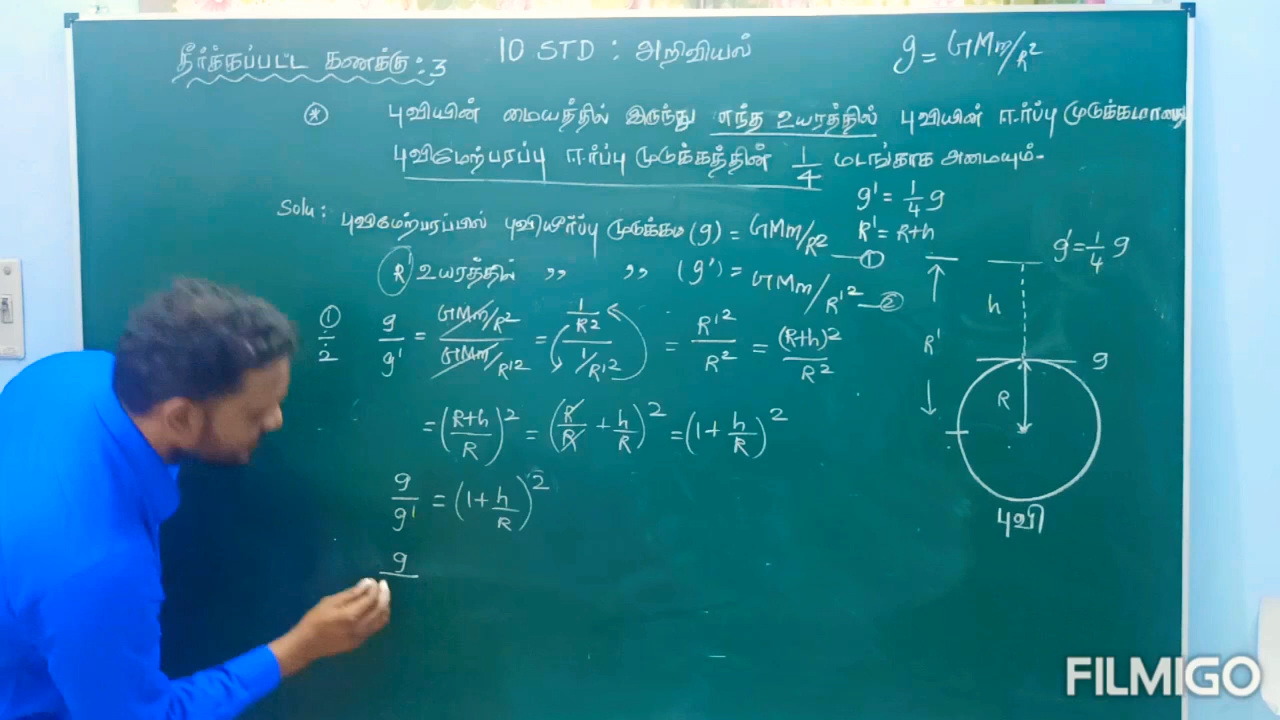 தீர்க்கப்பட்ட கணக்கு : 3
10 STD : அறிவியல்
g = GMm/R²
* புவியின் மையத்தில் இருந்து எந்த உயரத்தில் புவியின் ஈர்ப்பு முடுக்கமானது
புவிமேற்பரப்பு ஈர்ப்பு முடுக்கத்தின் 1/4 மடங்காக அமையும்.
g' = 1/4 g
R' = R+h
Solu : புவிமேற்பரப்பில் புவியீர்ப்பு முடுக்கம் (g) = GMm/R² — ①
R' உயரத்தில் " " (g') = GMm/R'² — ②
①/2 g/g' = (GMm/R²)/(GMm/R'²) = (1/R²)/(1/R'²) = R'²/R² = (R+h)²/R²
= ((R+h)/R)² = (R/R + h/R)² = (1 + h/R)²
g/g' = (1 + h/R)²
g
g' = 1/4 g
h
R'
g
R
புவி
FILMIGO